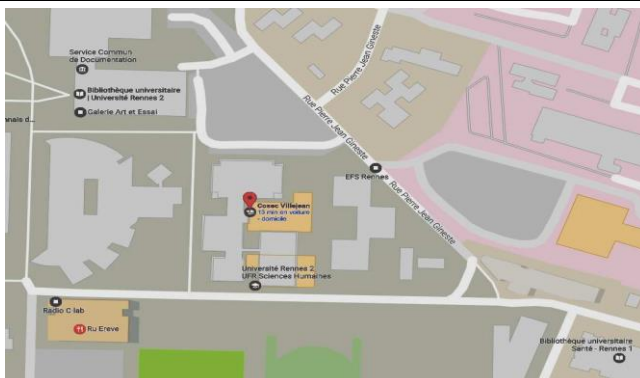 Service Commun
de Documentation
Bibliothèque universitaire
| Université Rennes 2
Galerie Art et Essai
Rue Pierre Jean Gineste
Rue Pierre Jean Gineste
EFS Rennes
Rue Pierre Jean Gineste
Cosec Villejean
15 min en voiture
- domicile
Université Rennes 2
UFR Sciences Humaines
Radio C lab
Ru Ereve
Bibliothèque universitaire
Santé - Rennes 1